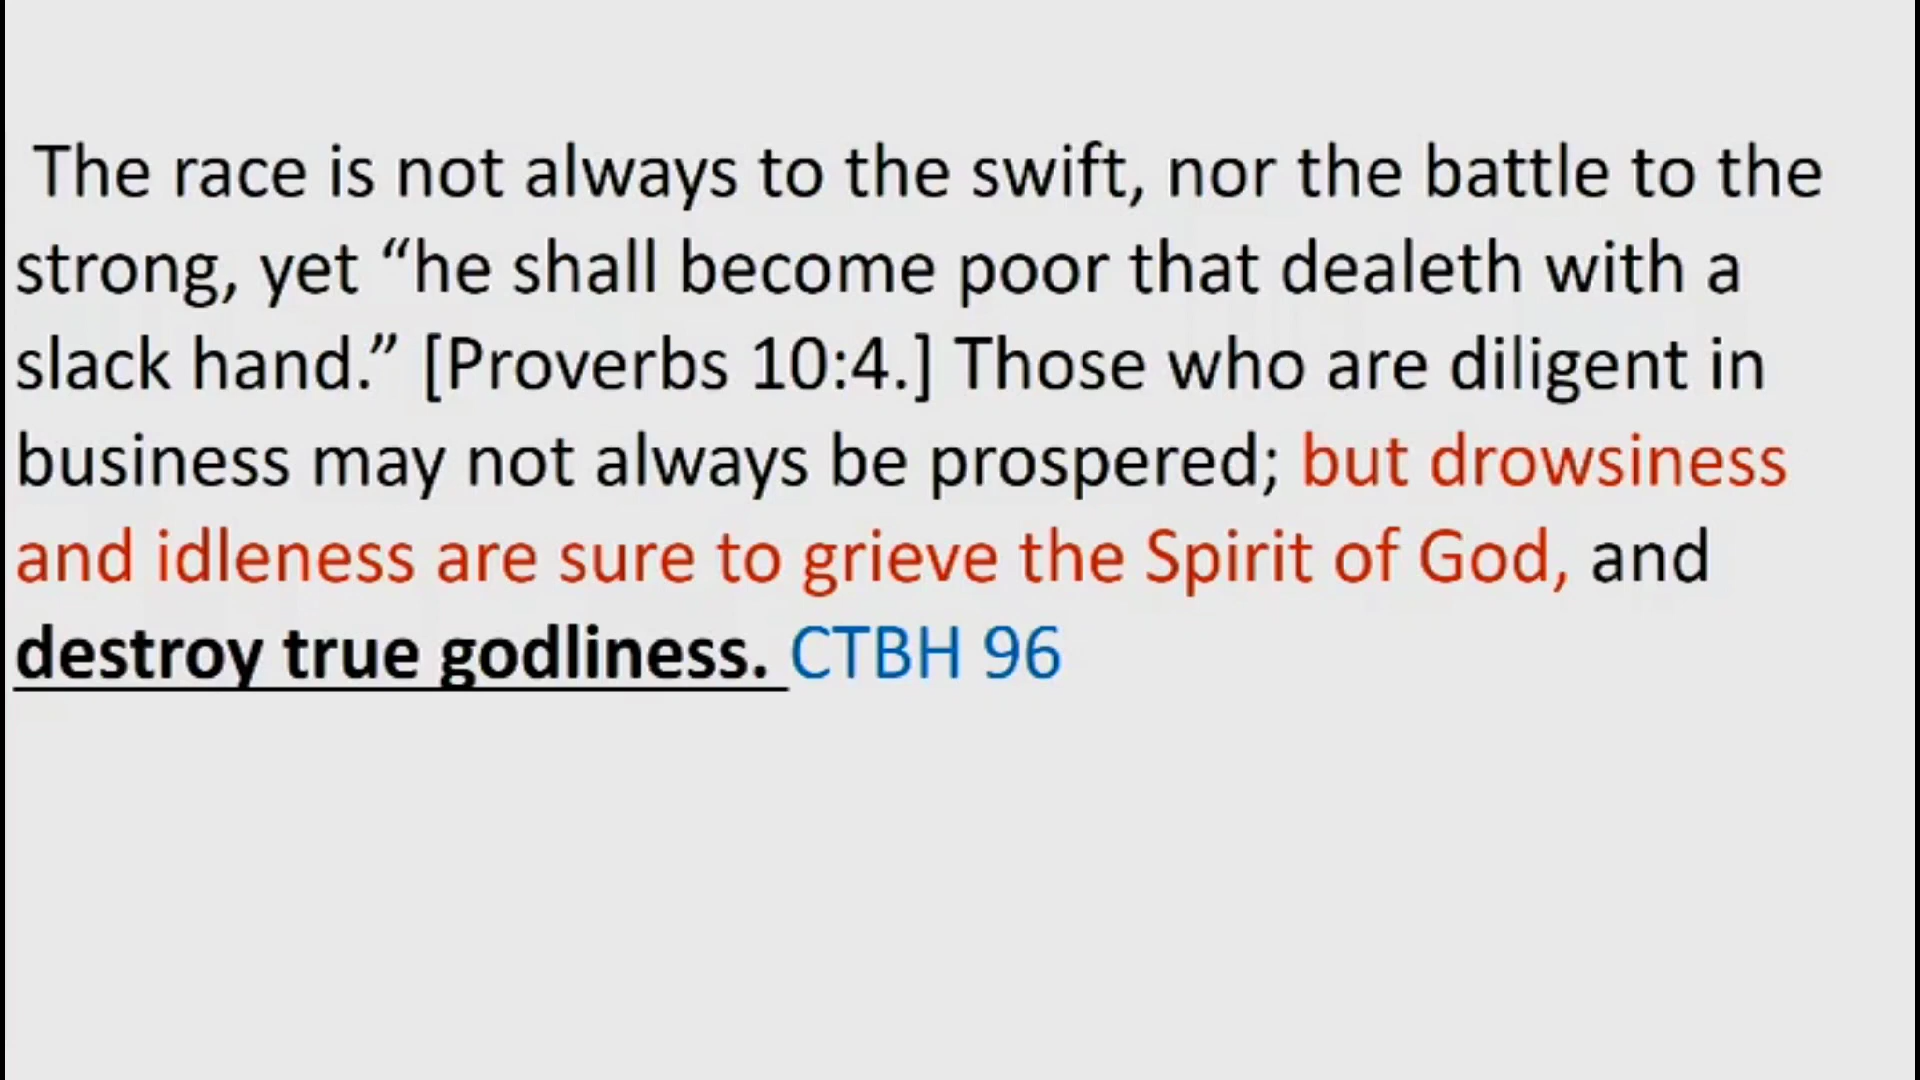 The race is not always to the swift, nor the battle to the
strong, yet “he shall become poor that dealeth with a
slack hand.” [Proverbs 10:4.] Those who are diligent in
business may not always be prospered; but drowsiness
and idleness are sure to grieve the Spirit of God, and
destroy true godliness. CTBH 96